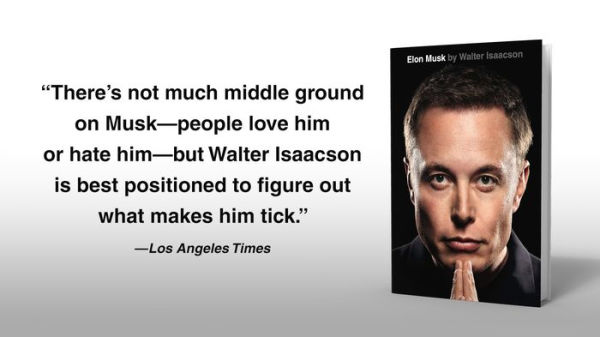 “There’s not much middle ground
on Musk—people love him
or hate him—but Walter Isaacson
is best positioned to figure out
what makes him tick.”
—Los Angeles Times
Elon Musk by Walter Isaacson